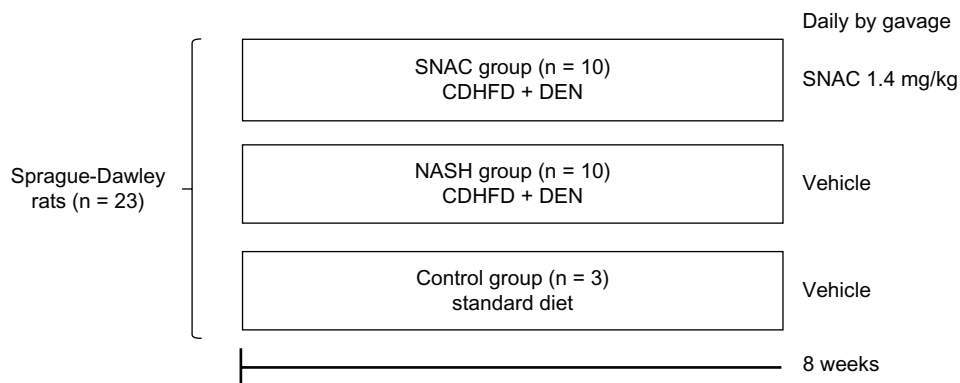 Daily by gavage
SNAC group (n = 10)
CDHFD + DEN
SNAC 1.4 mg/kg
Sprague-Dawley
rats (n = 23)
NASH group (n = 10)
CDHFD + DEN
Vehicle
Control group (n = 3)
standard diet
Vehicle
8 weeks